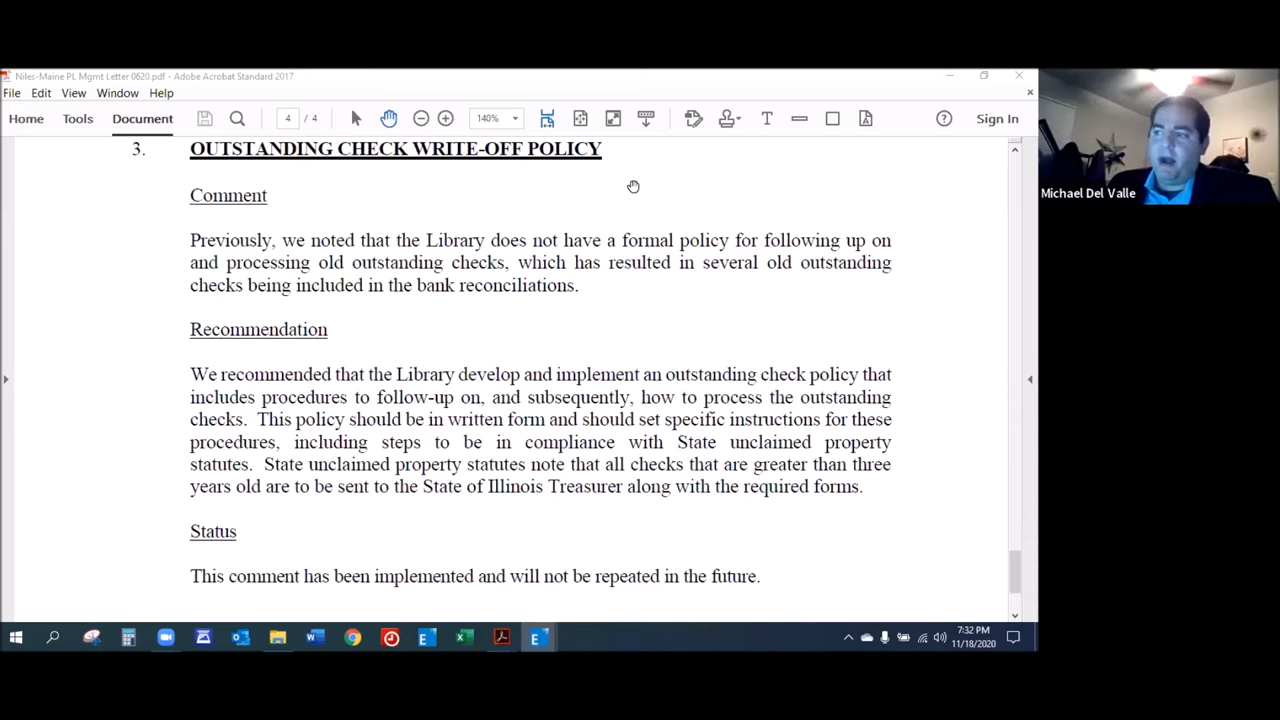 Niles-Maine PL Mgmt Letter 0620.pdf - Adobe Acrobat Standard 2017
File Edit View Window Help
Home Tools Document 4 / 4 140% Sign In
3. OUTSTANDING CHECK WRITE-OFF POLICY
Comment
Previously, we noted that the Library does not have a formal policy for following up on
and processing old outstanding checks, which has resulted in several old outstanding
checks being included in the bank reconciliations.
Recommendation
We recommended that the Library develop and implement an outstanding check policy that
includes procedures to follow-up on, and subsequently, how to process the outstanding
checks. This policy should be in written form and should set specific instructions for these
procedures, including steps to be in compliance with State unclaimed property
statutes. State unclaimed property statutes note that all checks that are greater than three
years old are to be sent to the State of Illinois Treasurer along with the required forms.
Status
This comment has been implemented and will not be repeated in the future.
Michael Del Valle
7:32 PM
11/18/2020